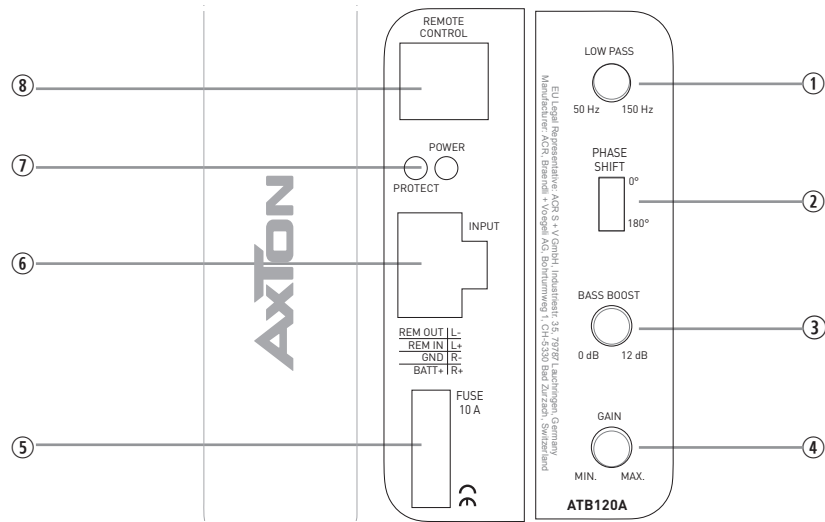 REMOTE
CONTROL
8
POWER
7
PROTECT
INPUT
6
REM OUT L-
REM IN L+
GND R-
BATT+ R+
FUSE
10 A
5
CE
AXTON
LOW PASS
1
50 Hz 150 Hz
PHASE
SHIFT
0°
2
180°
BASS BOOST
3
0 dB 12 dB
GAIN
4
MIN. MAX.
ATB120A
EU Legal Representative: ACR S + V GmbH, Industriestr. 35, 79787 Lauchringen, Germany
Manufacturer: ACR, Braendli + Voegeli AG, Bohrturmweg 1, CH-5330 Bad Zurzach, Switzerland